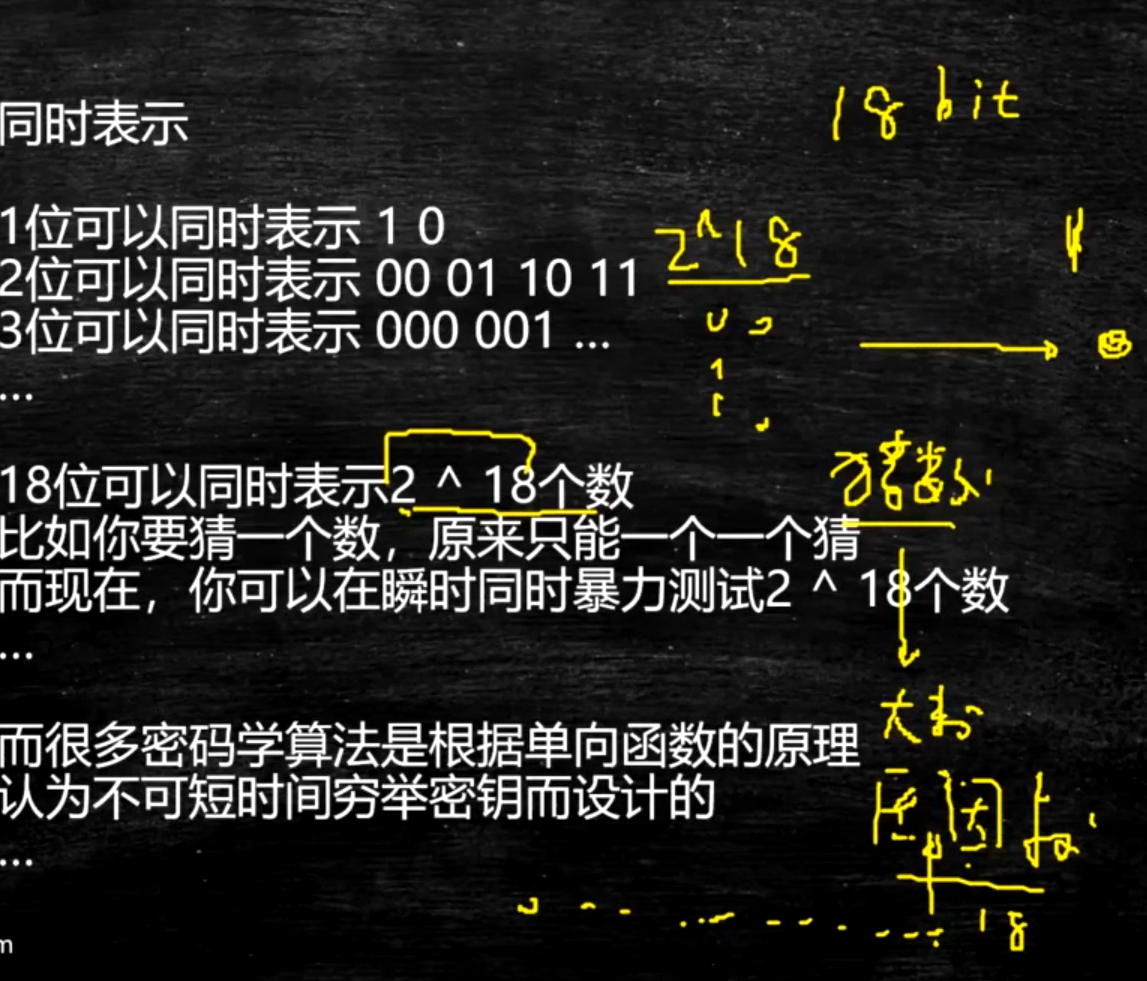 同时表示
18 bit
1位可以同时表示 1 0
2^18
2位可以同时表示 00 01 10 11
3位可以同时表示 000 001 ...
...
18位可以同时表示2 ^ 18个数
猜数
比如你要猜一个数，原来只能一个一个猜
而现在，你可以在瞬时同时暴力测试2 ^ 18个数
...
大数
而很多密码学算法是根据单向函数的原理
认为不可短时间穷举密钥而设计的
...
18
m